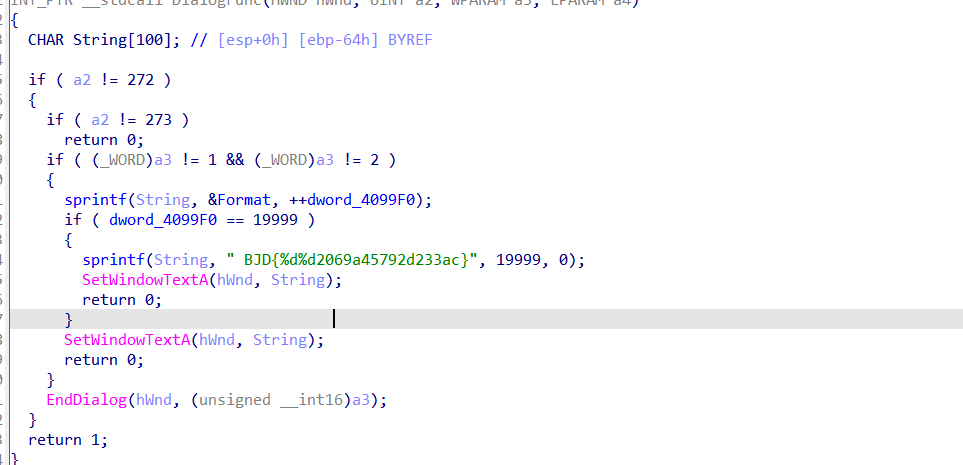 INT_PTR __stdcall DialogFunc(HWND hWnd, UINT a2, WPARAM a3, LPARAM a4)
{
  CHAR String[100]; // [esp+0h] [ebp-64h] BYREF
  if ( a2 != 272 )
  {
    if ( a2 != 273 )
      return 0;
    if ( (_WORD)a3 != 1 && (_WORD)a3 != 2 )
    {
      sprintf(String, &Format, ++dword_4099F0);
      if ( dword_4099F0 == 19999 )
      {
        sprintf(String, " BJD{%d%d2069a45792d233ac}", 19999, 0);
        SetWindowTextA(hWnd, String);
        return 0;
      }
      SetWindowTextA(hWnd, String);
      return 0;
    }
    EndDialog(hWnd, (unsigned __int16)a3);
  }
  return 1;
}